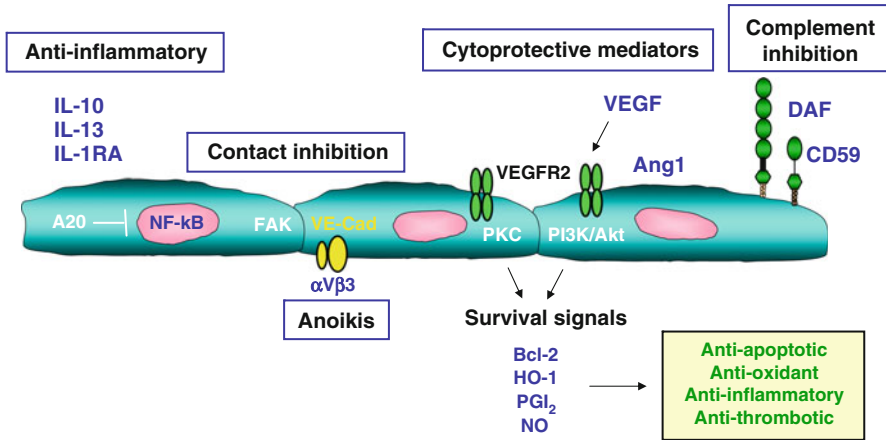 Anti-inflammatory
IL-10
IL-13
IL-1RA
Contact inhibition
Cytoprotective mediators
VEGF
VEGFR2
Ang1
Complement
inhibition
DAF
CD59
A20
NF-kB
FAK
VE-Cad
PKC
PI3K/Akt
αVβ3
Anoikis
Survival signals
Bcl-2
HO-1
PGI₂
NO
Anti-apoptotic
Anti-oxidant
Anti-inflammatory
Anti-thrombotic